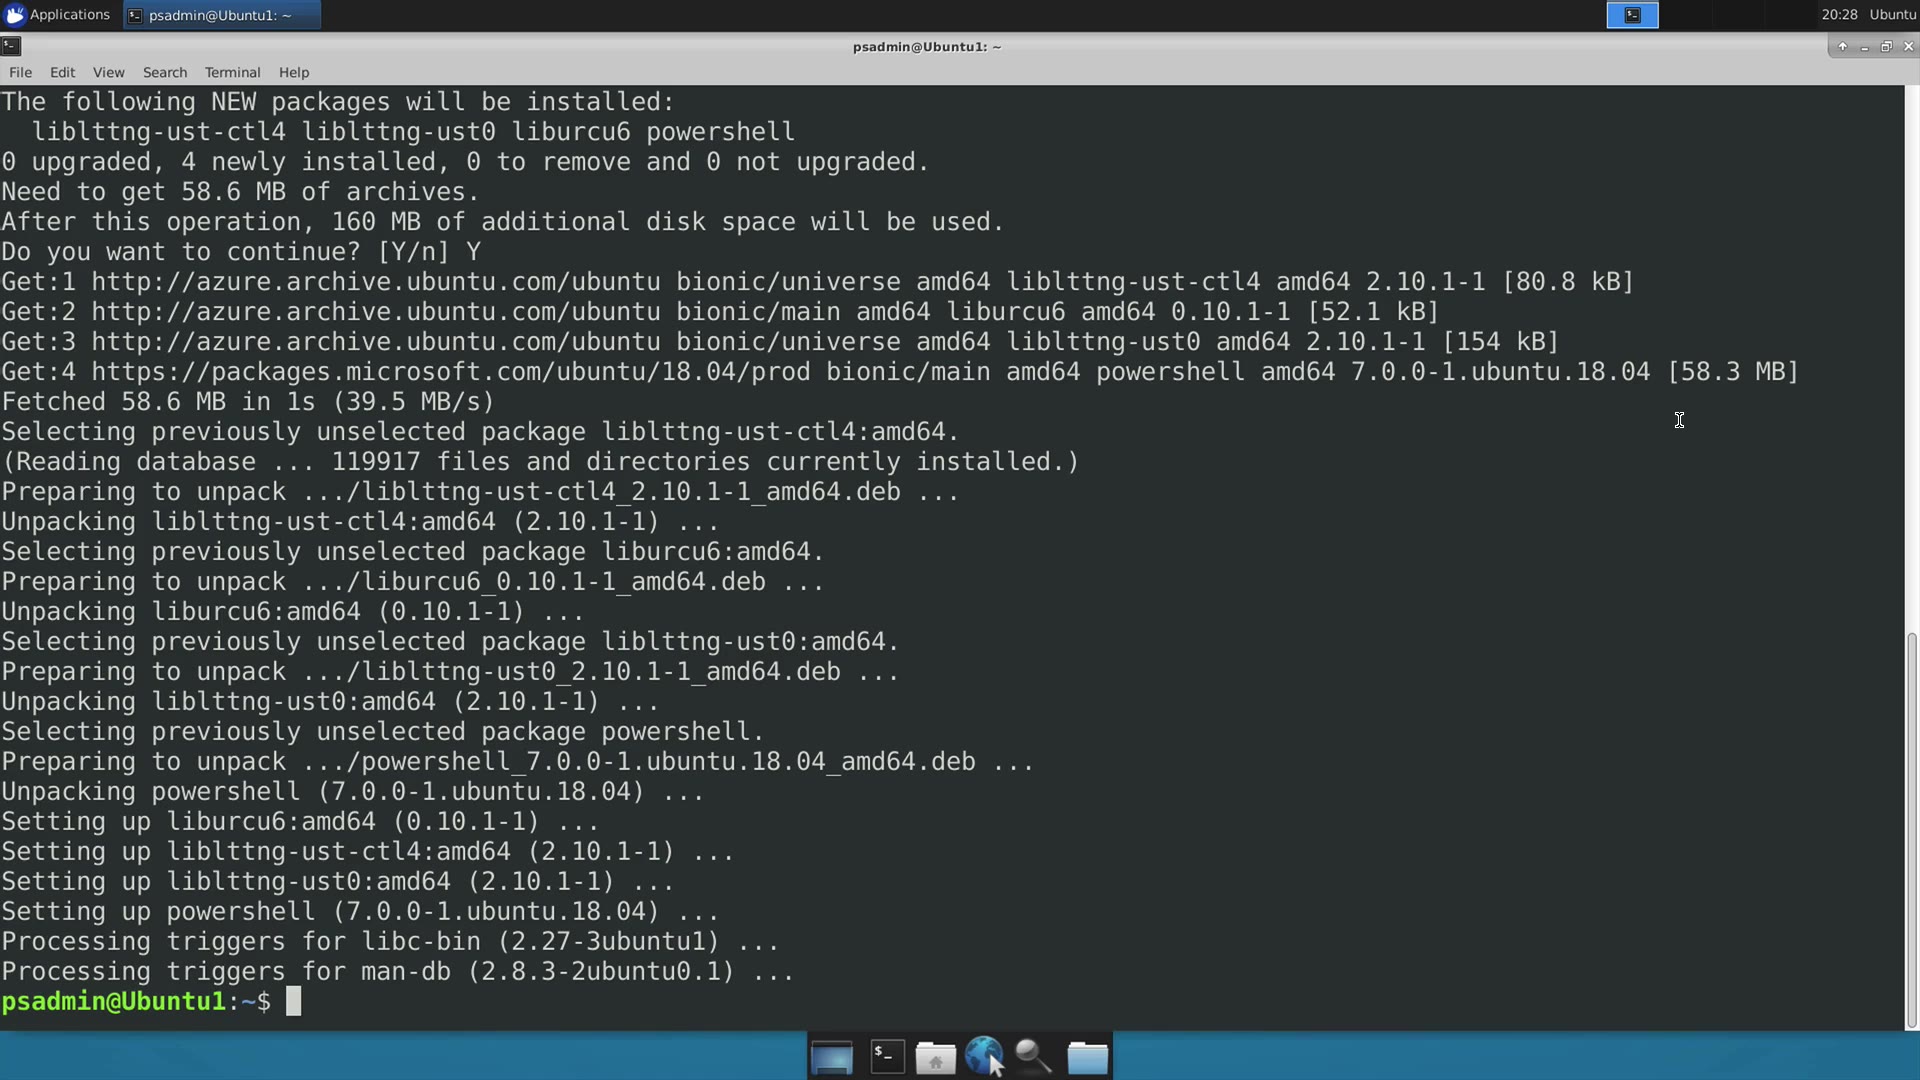 Applications
psadmin@Ubuntu1: ~
20:28 Ubuntu
psadmin@Ubuntu1: ~
File Edit View Search Terminal Help
The following NEW packages will be installed:
  liblttng-ust-ctl4 liblttng-ust0 liburcu6 powershell
0 upgraded, 4 newly installed, 0 to remove and 0 not upgraded.
Need to get 58.6 MB of archives.
After this operation, 160 MB of additional disk space will be used.
Do you want to continue? [Y/n] Y
Get:1 http://azure.archive.ubuntu.com/ubuntu bionic/universe amd64 liblttng-ust-ctl4 amd64 2.10.1-1 [80.8 kB]
Get:2 http://azure.archive.ubuntu.com/ubuntu bionic/main amd64 liburcu6 amd64 0.10.1-1 [52.1 kB]
Get:3 http://azure.archive.ubuntu.com/ubuntu bionic/universe amd64 liblttng-ust0 amd64 2.10.1-1 [154 kB]
Get:4 https://packages.microsoft.com/ubuntu/18.04/prod bionic/main amd64 powershell amd64 7.0.0-1.ubuntu.18.04 [58.3 MB]
Fetched 58.6 MB in 1s (39.5 MB/s)
Selecting previously unselected package liblttng-ust-ctl4:amd64.
(Reading database ... 119917 files and directories currently installed.)
Preparing to unpack .../liblttng-ust-ctl4_2.10.1-1_amd64.deb ...
Unpacking liblttng-ust-ctl4:amd64 (2.10.1-1) ...
Selecting previously unselected package liburcu6:amd64.
Preparing to unpack .../liburcu6_0.10.1-1_amd64.deb ...
Unpacking liburcu6:amd64 (0.10.1-1) ...
Selecting previously unselected package liblttng-ust0:amd64.
Preparing to unpack .../liblttng-ust0_2.10.1-1_amd64.deb ...
Unpacking liblttng-ust0:amd64 (2.10.1-1) ...
Selecting previously unselected package powershell.
Preparing to unpack .../powershell_7.0.0-1.ubuntu.18.04_amd64.deb ...
Unpacking powershell (7.0.0-1.ubuntu.18.04) ...
Setting up liburcu6:amd64 (0.10.1-1) ...
Setting up liblttng-ust-ctl4:amd64 (2.10.1-1) ...
Setting up liblttng-ust0:amd64 (2.10.1-1) ...
Setting up powershell (7.0.0-1.ubuntu.18.04) ...
Processing triggers for libc-bin (2.27-3ubuntu1) ...
Processing triggers for man-db (2.8.3-2ubuntu0.1) ...
psadmin@Ubuntu1:~$